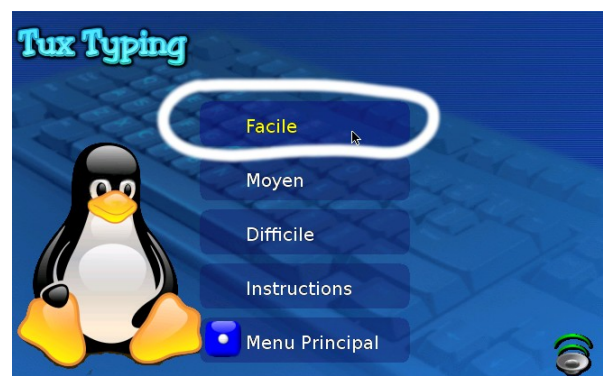 Tux Typing
Facile
Moyen
Difficile
Instructions
Menu Principal